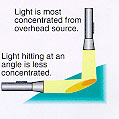 Light is most
concentrated from
overhead source.
Light hitting at an
angle is less
concentrated.